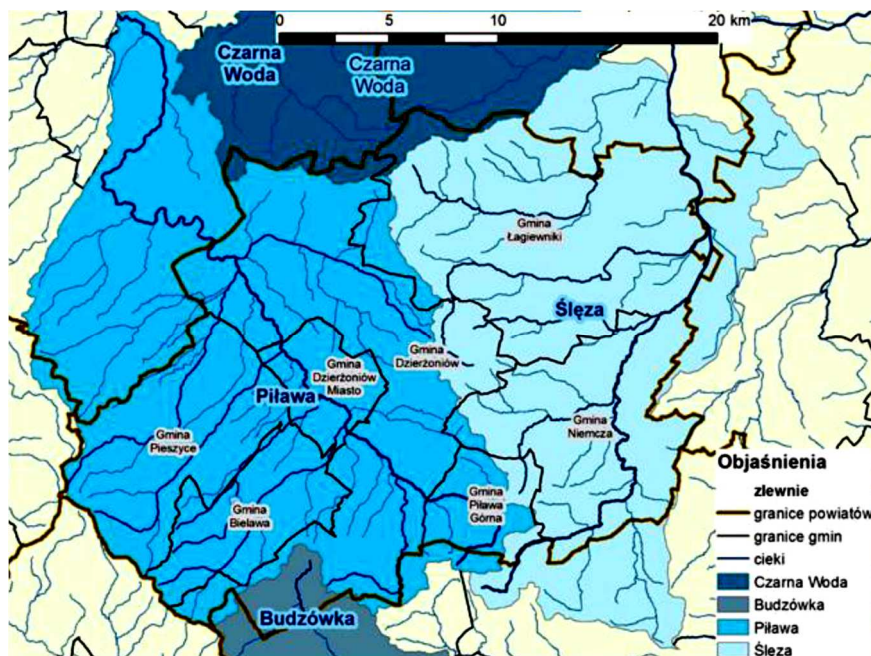 0 5 10 20 km
Czarna
Woda
Czarna
Woda
Gmina
Łagiewniki
Ślęza
Gmina
Dzierżoniów
Gmina
Dzierżoniów
Miasto
Piława
Gmina
Pieszyce
Gmina
Niemcza
Gmina
Bielawa
Gmina
Piława
Górna
Budzówka
Objaśnienia
zlewnie
granice powiatów
granice gmin
cieki
Czarna Woda
Budzówka
Piława
Ślęza